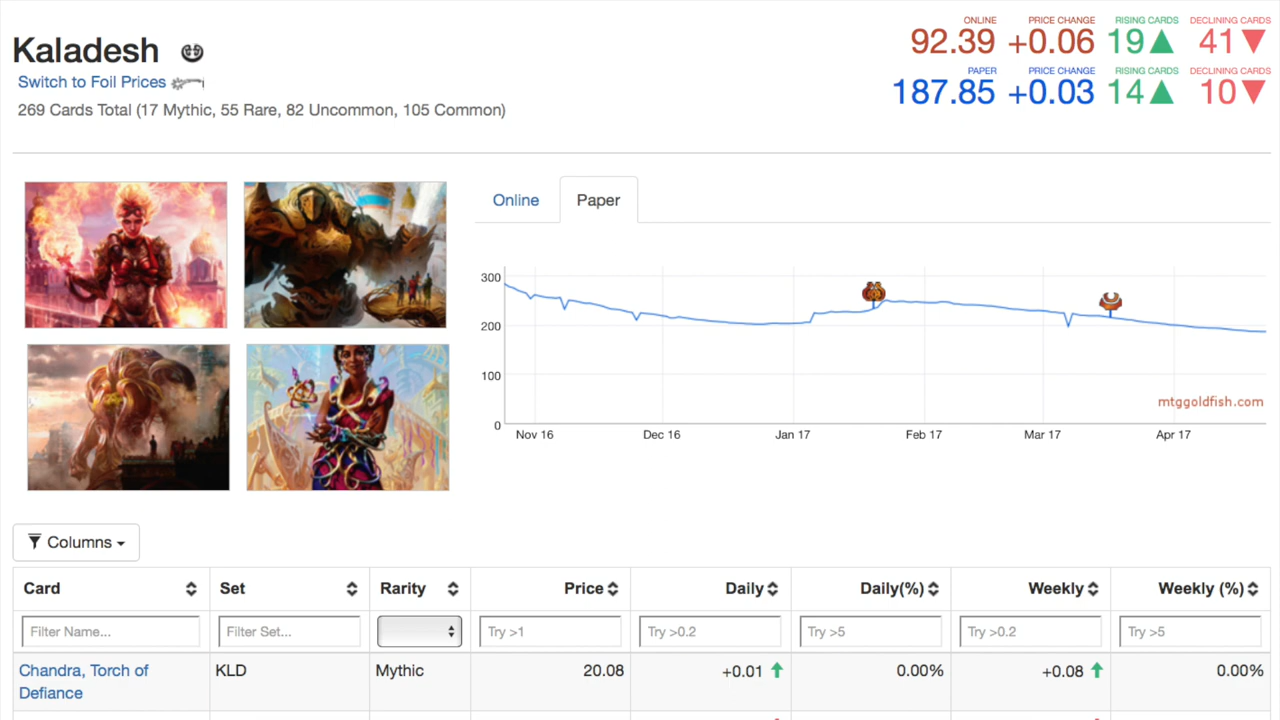 Kaladesh
Switch to Foil Prices
269 Cards Total (17 Mythic, 55 Rare, 82 Uncommon, 105 Common)
ONLINE PRICE CHANGE RISING CARDS DECLINING CARDS
92.39 +0.06 19 41
PAPER PRICE CHANGE RISING CARDS DECLINING CARDS
187.85 +0.03 14 10
Online Paper
300
200
100
0
mtggoldfish.com
Nov 16 Dec 16 Jan 17 Feb 17 Mar 17 Apr 17
Columns
Card Set Rarity Price Daily Daily(%) Weekly Weekly (%)
Filter Name... Filter Set... Try >1 Try >0.2 Try >5 Try >0.2 Try >5
Chandra, Torch of KLD Mythic 20.08 +0.01 0.00% +0.08 0.00%
Defiance